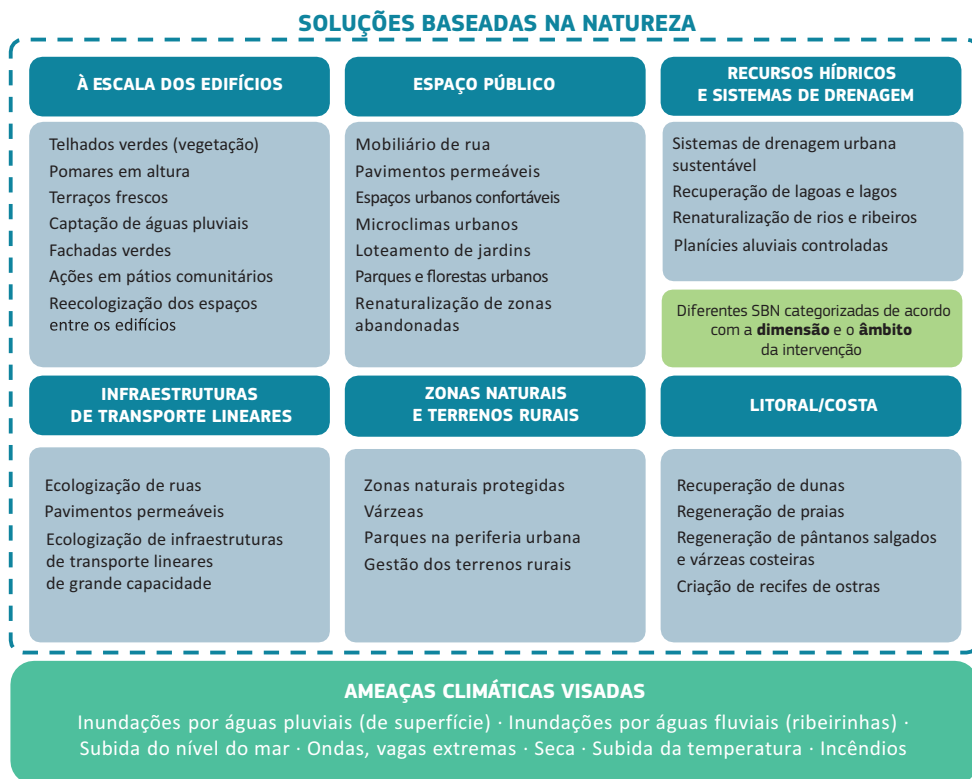 SOLUÇÕES BASEADAS NA NATUREZA
À ESCALA DOS EDIFÍCIOS
Telhados verdes (vegetação)
Pomares em altura
Terraços frescos
Captação de águas pluviais
Fachadas verdes
Ações em pátios comunitários
Reecologização dos espaços
entre os edifícios
ESPAÇO PÚBLICO
Mobiliário de rua
Pavimentos permeáveis
Espaços urbanos confortáveis
Microclimas urbanos
Loteamento de jardins
Parques e florestas urbanos
Renaturalização de zonas
abandonadas
RECURSOS HÍDRICOS
E SISTEMAS DE DRENAGEM
Sistemas de drenagem urbana
sustentável
Recuperação de lagoas e lagos
Renaturalização de rios e ribeiros
Planícies aluviais controladas
Diferentes SBN categorizadas de acordo
com a dimensão e o âmbito
da intervenção
INFRAESTRUTURAS
DE TRANSPORTE LINEARES
Ecologização de ruas
Pavimentos permeáveis
Ecologização de infraestruturas
de transporte lineares
de grande capacidade
ZONAS NATURAIS
E TERRENOS RURAIS
Zonas naturais protegidas
Várzeas
Parques na periferia urbana
Gestão dos terrenos rurais
LITORAL/COSTA
Recuperação de dunas
Regeneração de praias
Regeneração de pântanos salgados
e várzeas costeiras
Criação de recifes de ostras
AMEAÇAS CLIMÁTICAS VISADAS
Inundações por águas pluviais (de superfície) · Inundações por águas fluviais (ribeirinhas) ·
Subida do nível do mar · Ondas, vagas extremas · Seca · Subida da temperatura · Incêndios